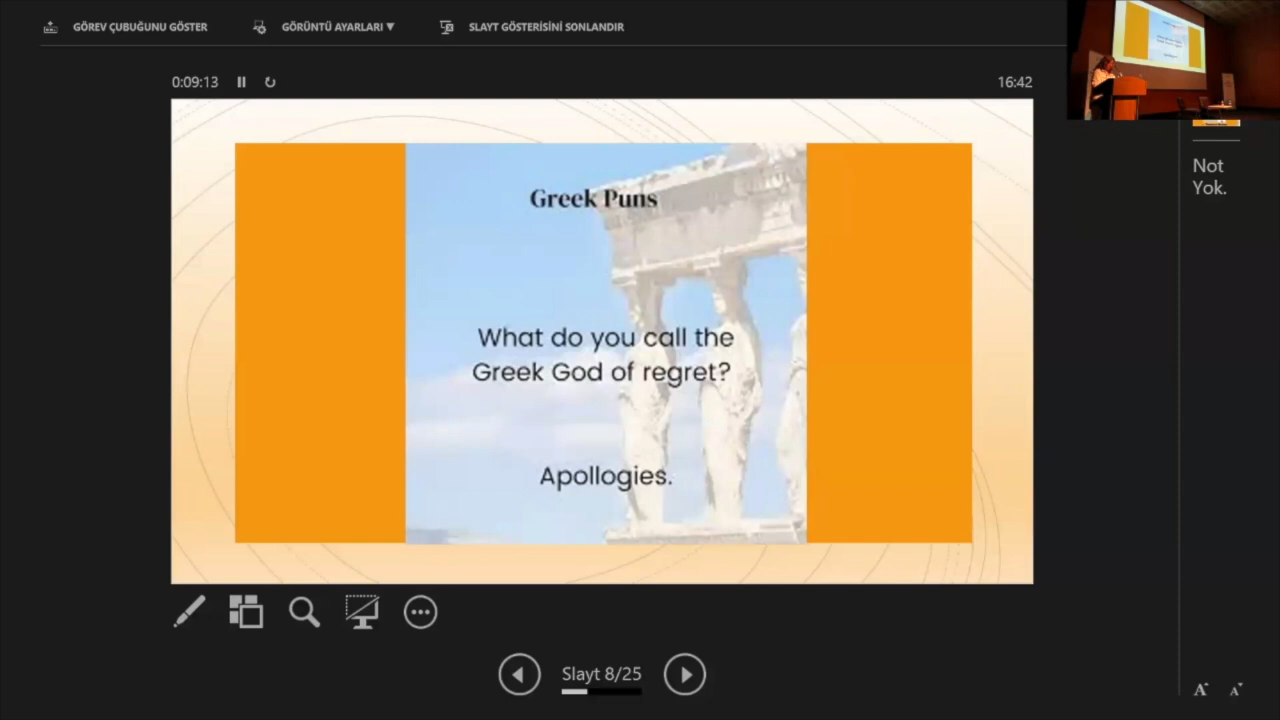 GÖREV ÇUBUĞUNU GÖSTER
GÖRÜNTÜ AYARLARI ▼
SLAYT GÖSTERİSİNİ SONLANDIR
0:09:13
16:42
Greek Puns
What do you call the
Greek God of regret?
Apollogies.
Not
Yok.
Slayt 8/25
A
A